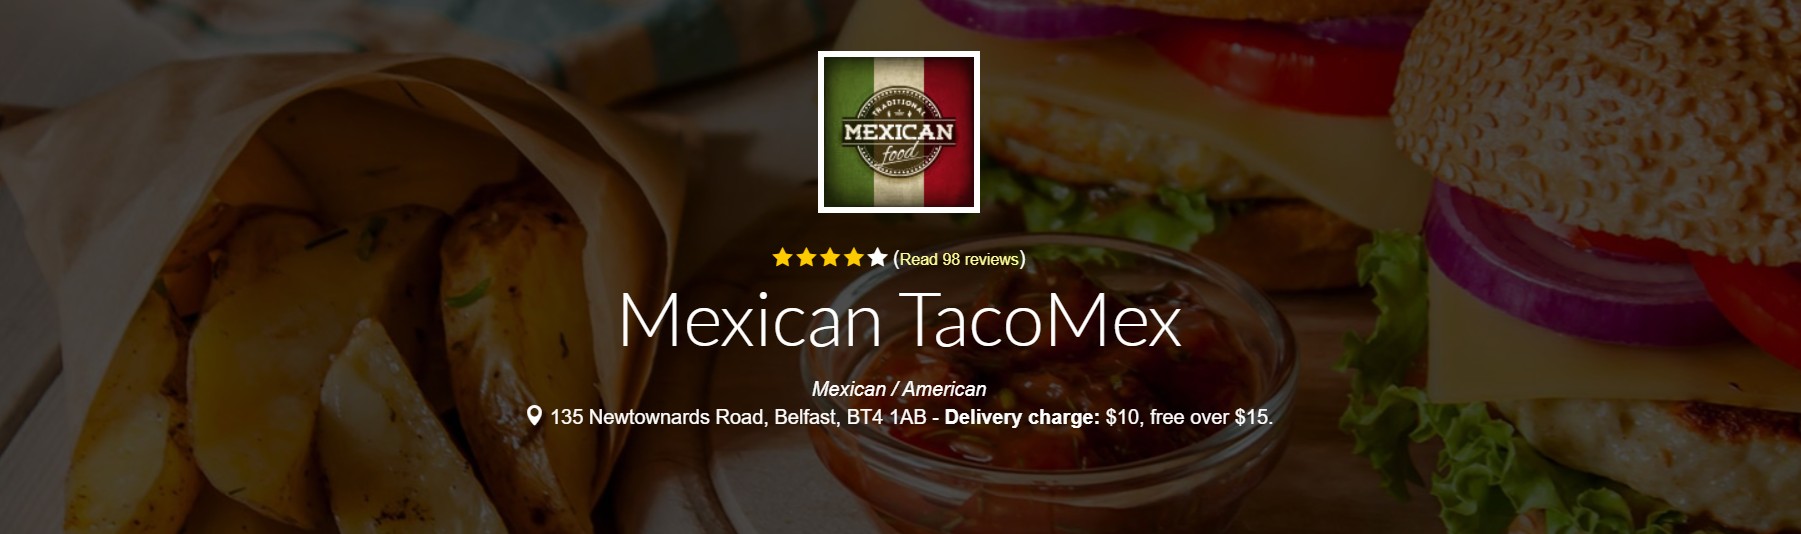 TRADITIONAL
MEXICAN
food
(Read 98 reviews)
Mexican TacoMex
Mexican / American
135 Newtownards Road, Belfast, BT4 1AB - Delivery charge: $10, free over $15.